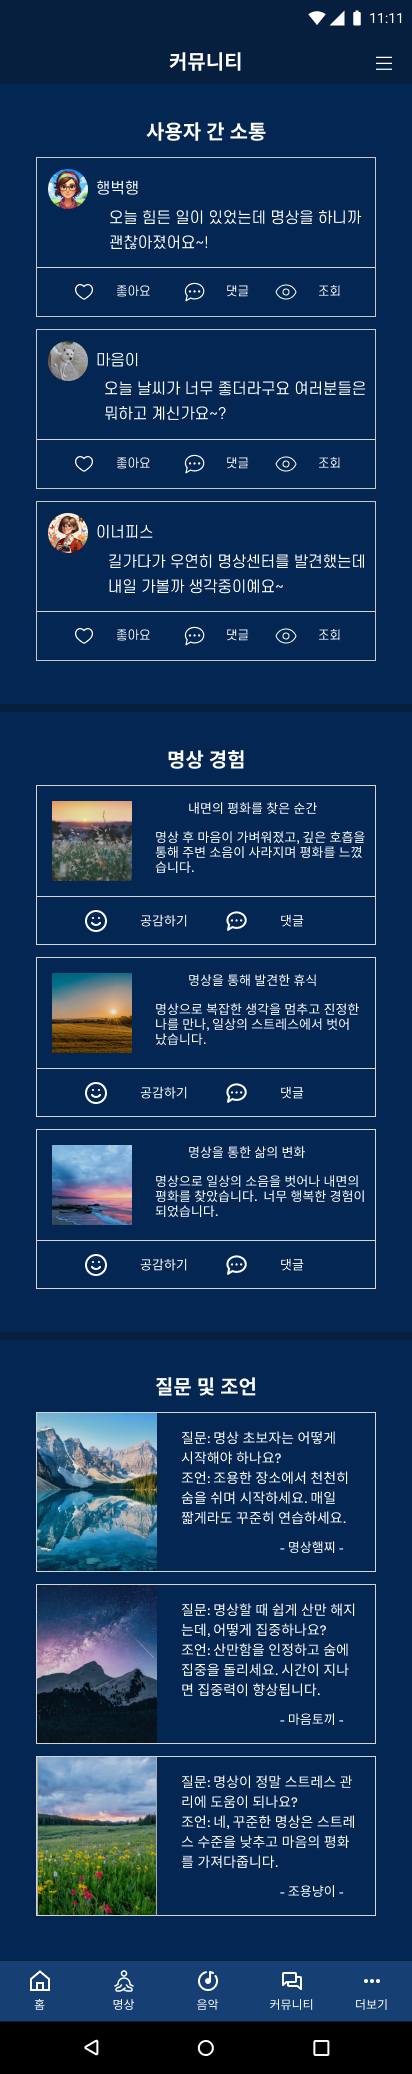 11:11
커뮤니티
사용자 간 소통
행벅행
오늘 힘든 일이 있었는데 명상을 하니까
괜찮아졌어요~!
좋아요 댓글 조회
마음이
오늘 날씨가 너무 좋더라구요 여러분들은
뭐하고 계신가요~?
좋아요 댓글 조회
이너피스
길가다가 우연히 명상센터를 발견했는데
내일 가볼까 생각중이예요~
좋아요 댓글 조회
명상 경험
내면의 평화를 찾은 순간
명상 후 마음이 가벼워졌고, 깊은 호흡을
통해 주변 소음이 사라지며 평화를 느꼈
습니다.
공감하기 댓글
명상을 통해 발견한 휴식
명상으로 복잡한 생각을 멈추고 진정한
나를 만나, 일상의 스트레스에서 벗어
났습니다.
공감하기 댓글
명상을 통한 삶의 변화
명상으로 일상의 소음을 벗어나 내면의
평화를 찾았습니다. 너무 행복한 경험이
되었습니다.
공감하기 댓글
질문 및 조언
질문: 명상 초보자는 어떻게
시작해야 하나요?
조언: 조용한 장소에서 천천히
숨을 쉬며 시작하세요. 매일
짧게라도 꾸준히 연습하세요.
- 명상햄찌 -
질문: 명상할 때 쉽게 산만 해지
는데, 어떻게 집중하나요?
조언: 산만함을 인정하고 숨에
집중을 돌리세요. 시간이 지나
면 집중력이 향상됩니다.
- 마음토끼 -
질문: 명상이 정말 스트레스 관
리에 도움이 되나요?
조언: 네, 꾸준한 명상은 스트레
스 수준을 낮추고 마음의 평화
를 가져다줍니다.
- 조용냥이 -
홈 명상 음악 커뮤니티 더보기